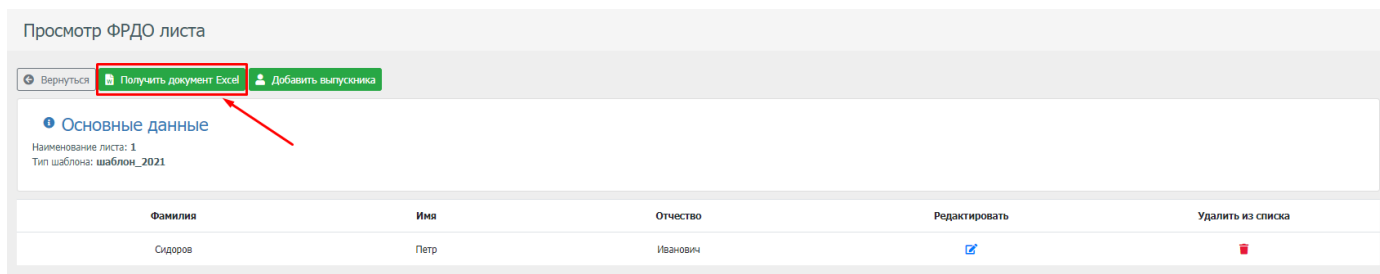 Просмотр ФРДО листа
Вернуться Получить документ Excel Добавить выпускника
Основные данные
Наименование листа: 1
Тип шаблона: шаблон_2021
Фамилия Имя Отчество Редактировать Удалить из списка
Сидоров Петр Иванович